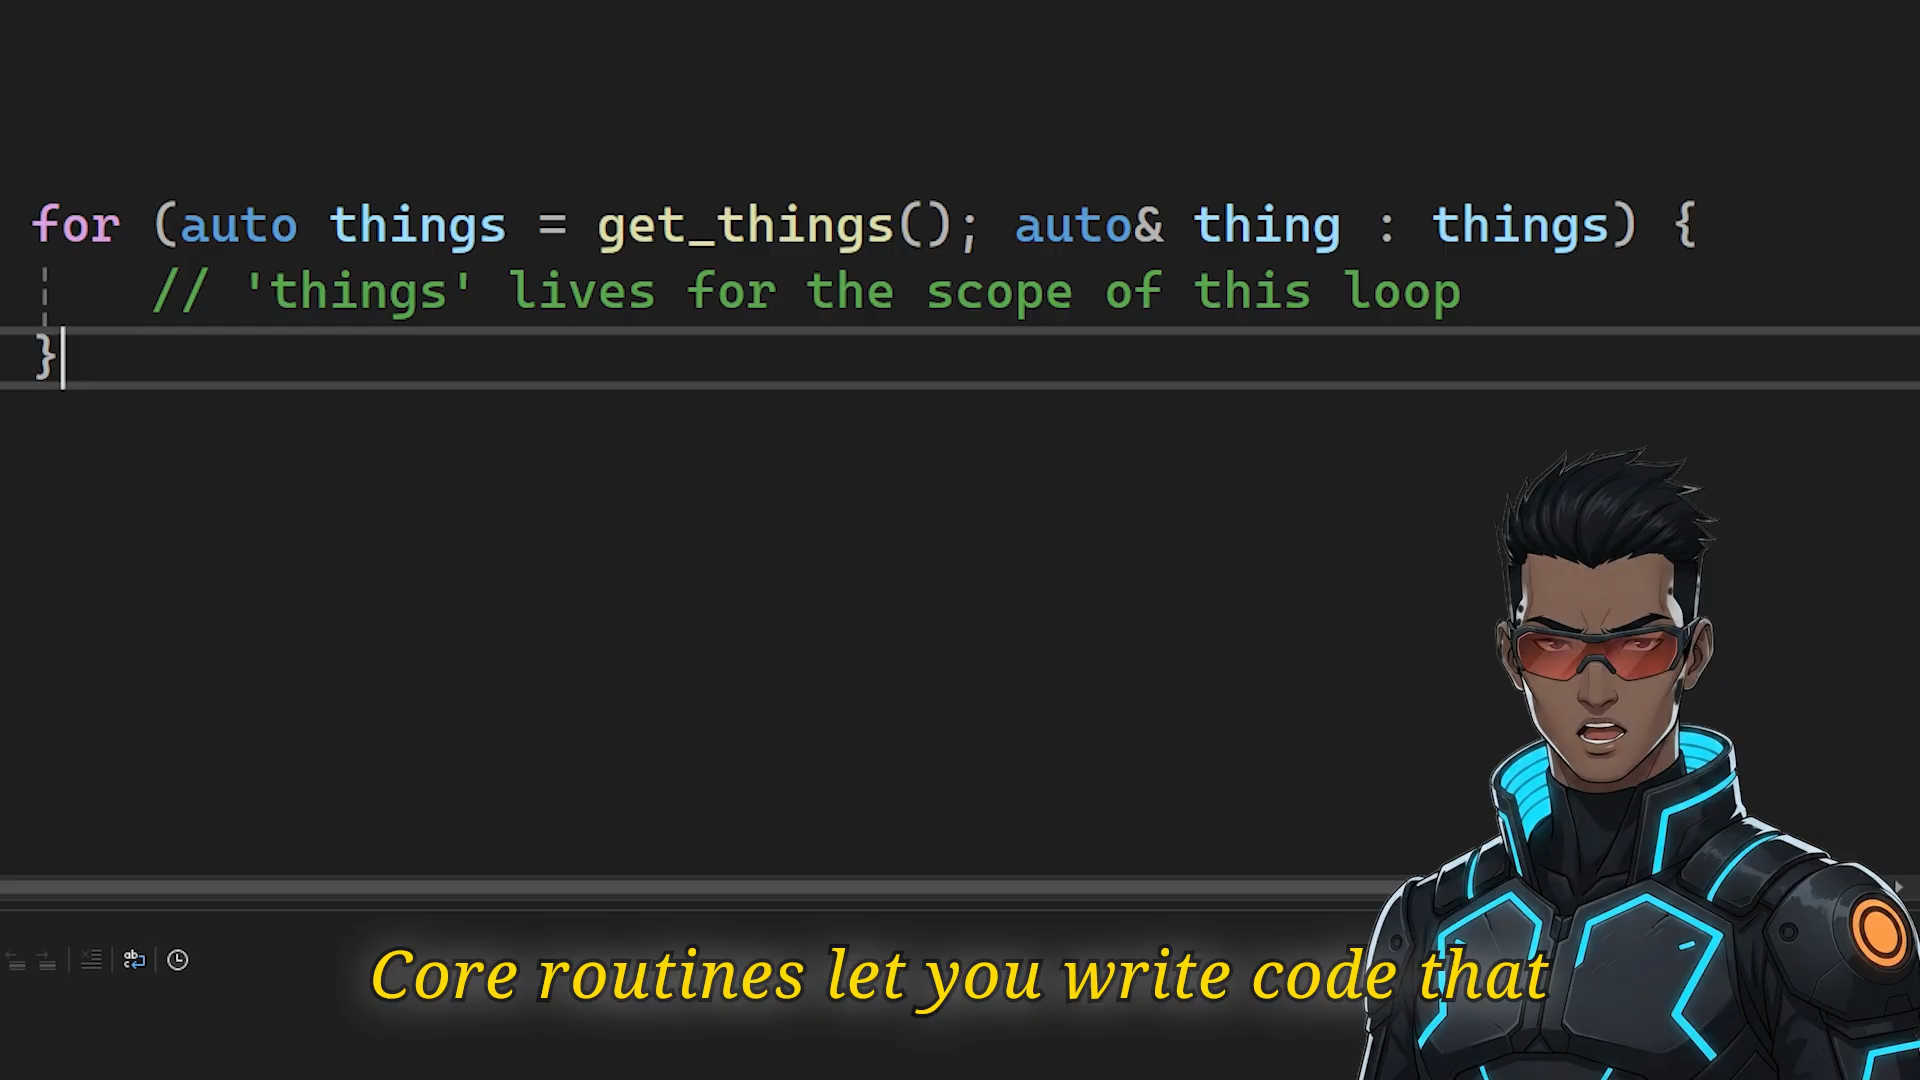 for (auto things = get_things(); auto& thing : things) {
    // 'things' lives for the scope of this loop
}
Core routines let you write code that